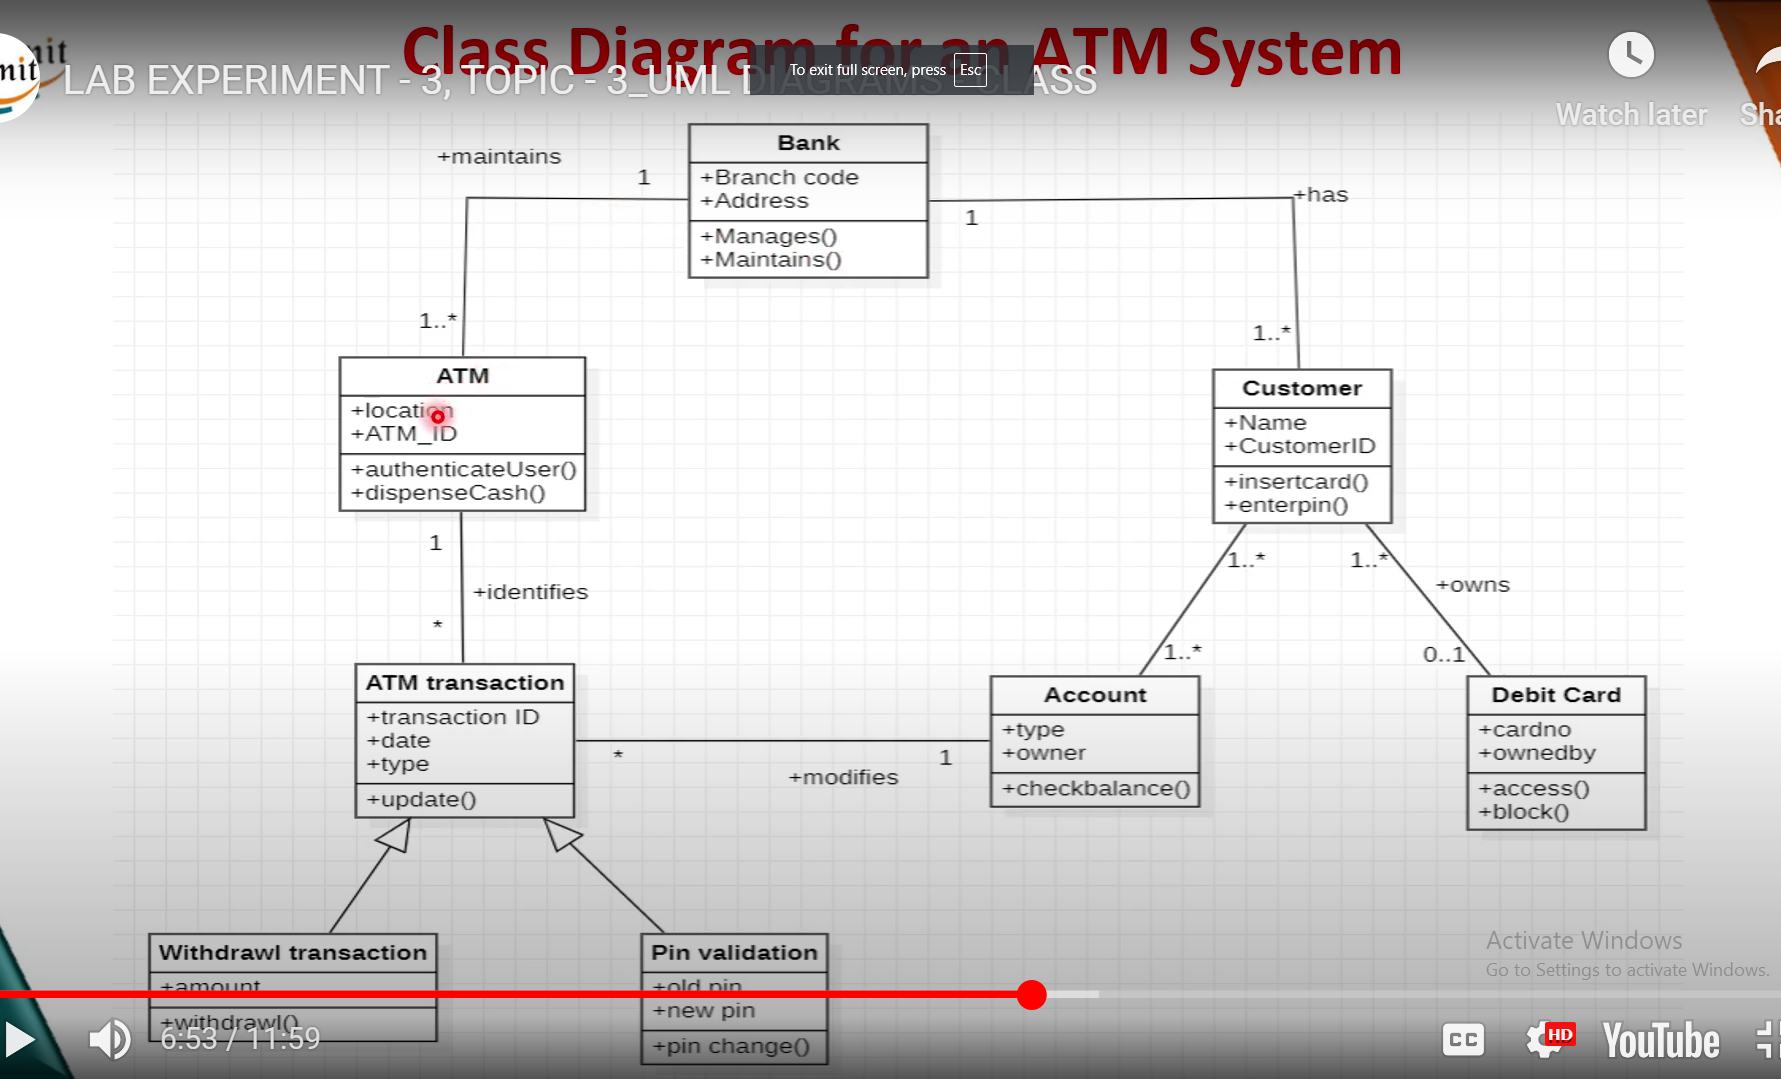 Class Diagram for an ATM System
LAB EXPERIMENT - 3, TOPIC - 3_UML DIAGRAMS - CLASS
To exit full screen, press Esc
Watch later
Sha
mit
nit
Bank
+Branch code
+Address
+Manages()
+Maintains()
+maintains
1
1..*
+has
1
1..*
ATM
+location
+ATM_ID
+authenticateUser()
+dispenseCash()
Customer
+Name
+CustomerID
+insertcard()
+enterpin()
1
+identifies
*
1..*
1..*
1..*
+owns
0..1
ATM transaction
+transaction ID
+date
+type
+update()
*
+modifies
1
Account
+type
+owner
+checkbalance()
Debit Card
+cardno
+ownedby
+access()
+block()
Withdrawl transaction
+amount
+withdrawl()
Pin validation
+old pin
+new pin
+pin change()
Activate Windows
Go to Settings to activate Windows.
6:53 / 11:59
CC
HD
YouTube